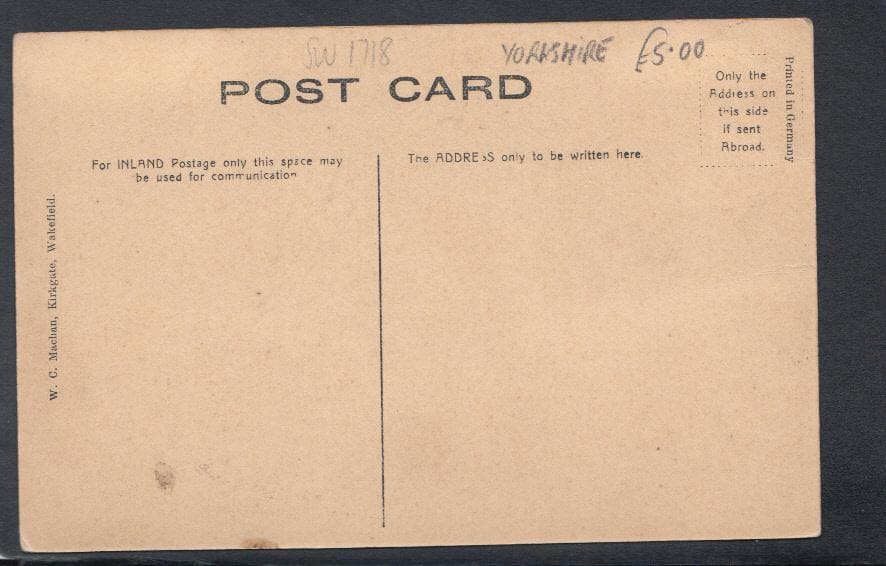 SW1718
YORKSHIRE £5.00
POST CARD
Only the
Address on
this side
if sent
Abroad.
Printed in Germany
For INLAND Postage only this space may
be used for communication
The ADDRESS only to be written here.
W. C. Machan, Kirkgate, Wakefield.